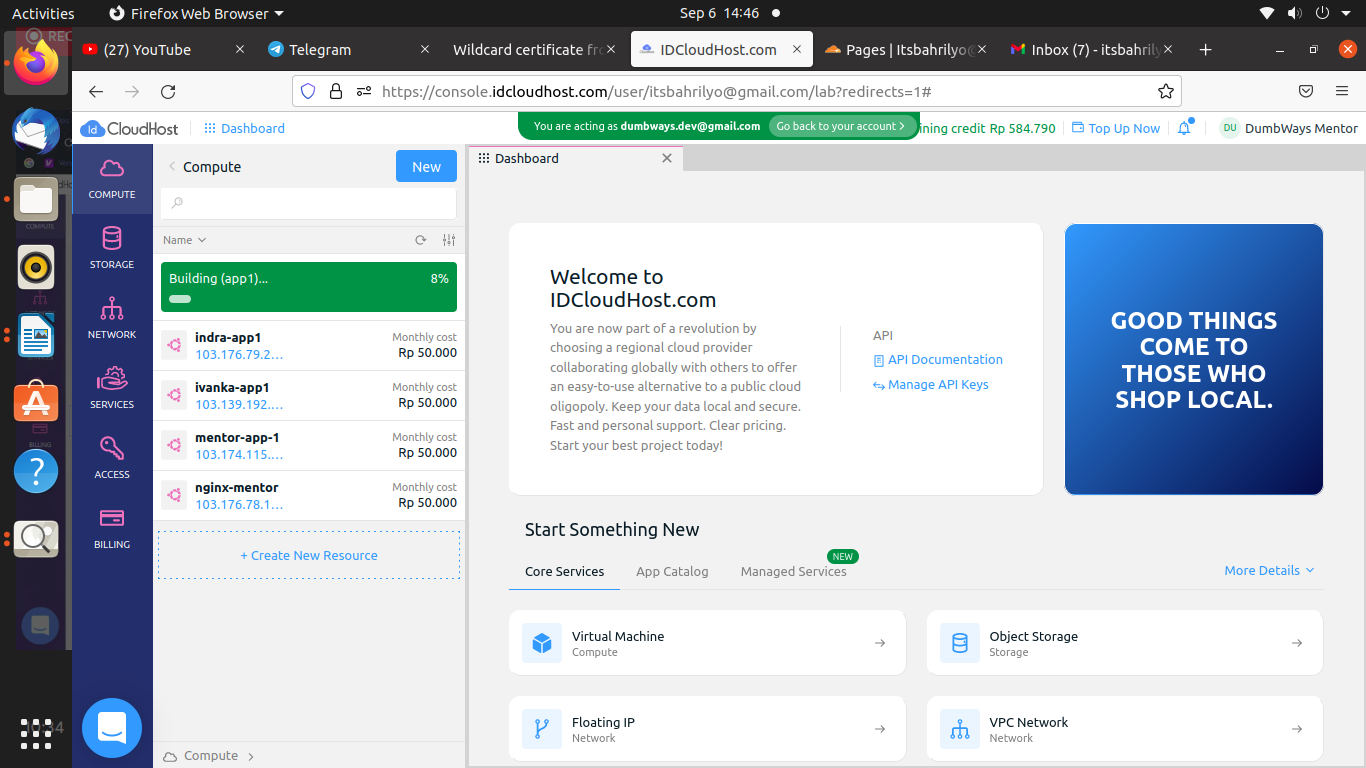 Activities
Firefox Web Browser
Sep 6 14:46
REC
(27) YouTube
Telegram
Wildcard certificate fro
IDCloudHost.com
Pages | Itsbahrilyo@
Inbox (7) - itsbahrily
https://console.idcloudhost.com/user/itsbahrilyo@gmail.com/lab?redirects=1#
Id CloudHost
Dashboard
You are acting as dumbways.dev@gmail.com
Go back to your account >
ining credit Rp 584.790
Top Up Now
DU
DumbWays Mentor
COMPUTE
STORAGE
NETWORK
SERVICES
ACCESS
BILLING
Compute
New
Name
Building (app1)...
8%
indra-app1
Monthly cost
103.176.79.2...
Rp 50.000
ivanka-app1
Monthly cost
103.139.192....
Rp 50.000
mentor-app-1
Monthly cost
103.174.115....
Rp 50.000
nginx-mentor
Monthly cost
103.176.78.1...
Rp 50.000
+ Create New Resource
Compute
Dashboard
Welcome to
IDCloudHost.com
You are now part of a revolution by
choosing a regional cloud provider
collaborating globally with others to offer
an easy-to-use alternative to a public cloud
oligopoly. Keep your data local and secure.
Fast and personal support. Clear pricing.
Start your best project today!
API
API Documentation
Manage API Keys
GOOD THINGS
COME TO
THOSE WHO
SHOP LOCAL.
Start Something New
Core Services
App Catalog
Managed Services
NEW
More Details
Virtual Machine
Compute
Object Storage
Storage
Floating IP
Network
VPC Network
Network